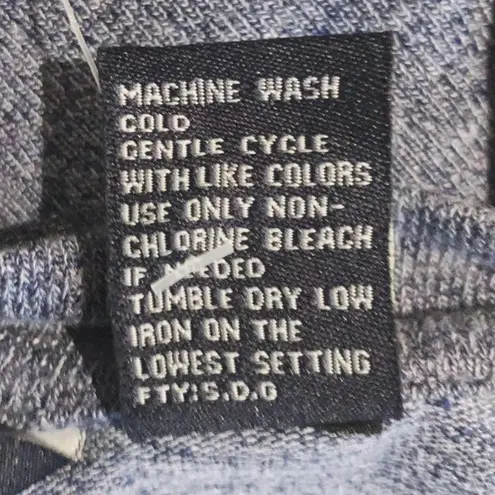 MACHINE WASH
COLD
GENTLE CYCLE
WITH LIKE COLORS
USE ONLY NON-
CHLORINE BLEACH
IF NEEDED
TUMBLE DRY LOW
IRON ON THE
LOWEST SETTING
FTY:S.D.G